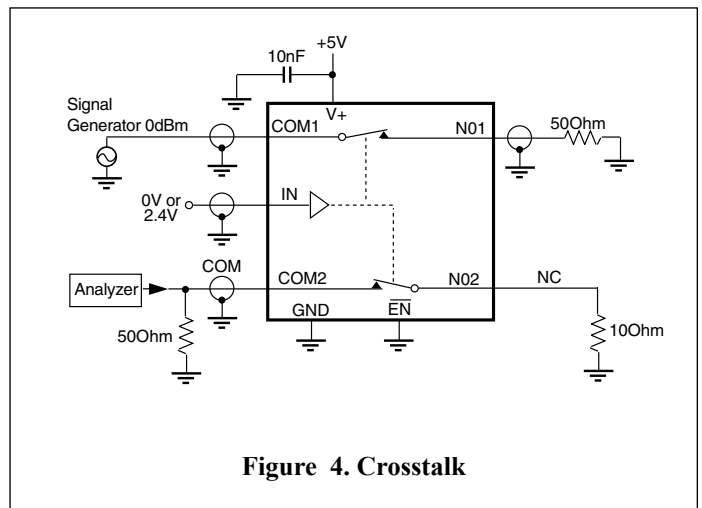 +5V
10nF
Signal
Generator 0dBm
V+
COM1
N01
50Ohm
0V or
2.4V
IN
COM
Analyzer
COM2
N02
NC
GND
EN
50Ohm
10Ohm
Figure 4. Crosstalk